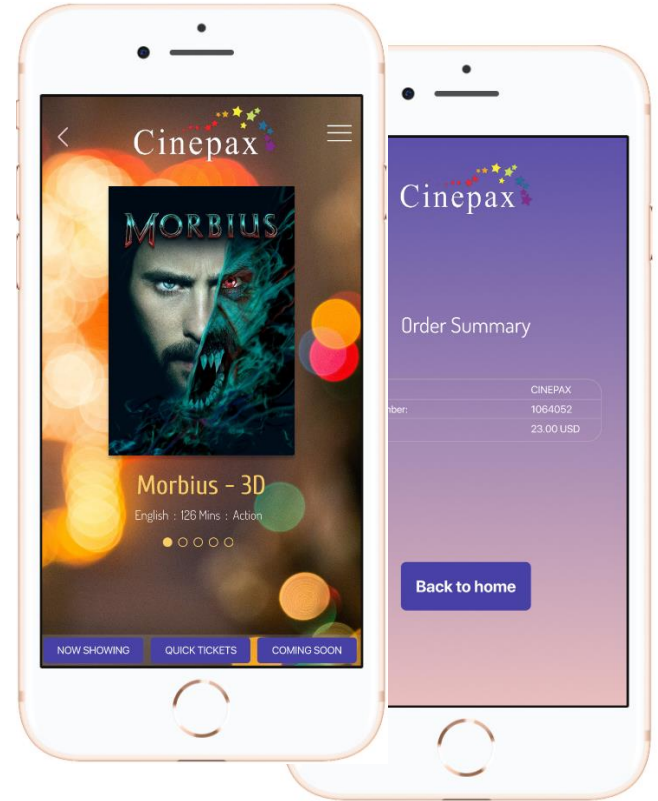 Cinepax
MORBIUS
Morbius - 3D
English : 126 Mins : Action
NOW SHOWING
QUICK TICKETS
COMING SOON
Cinepax
Order Summary
CINEPAX
nber: 1064052
23.00 USD
Back to home